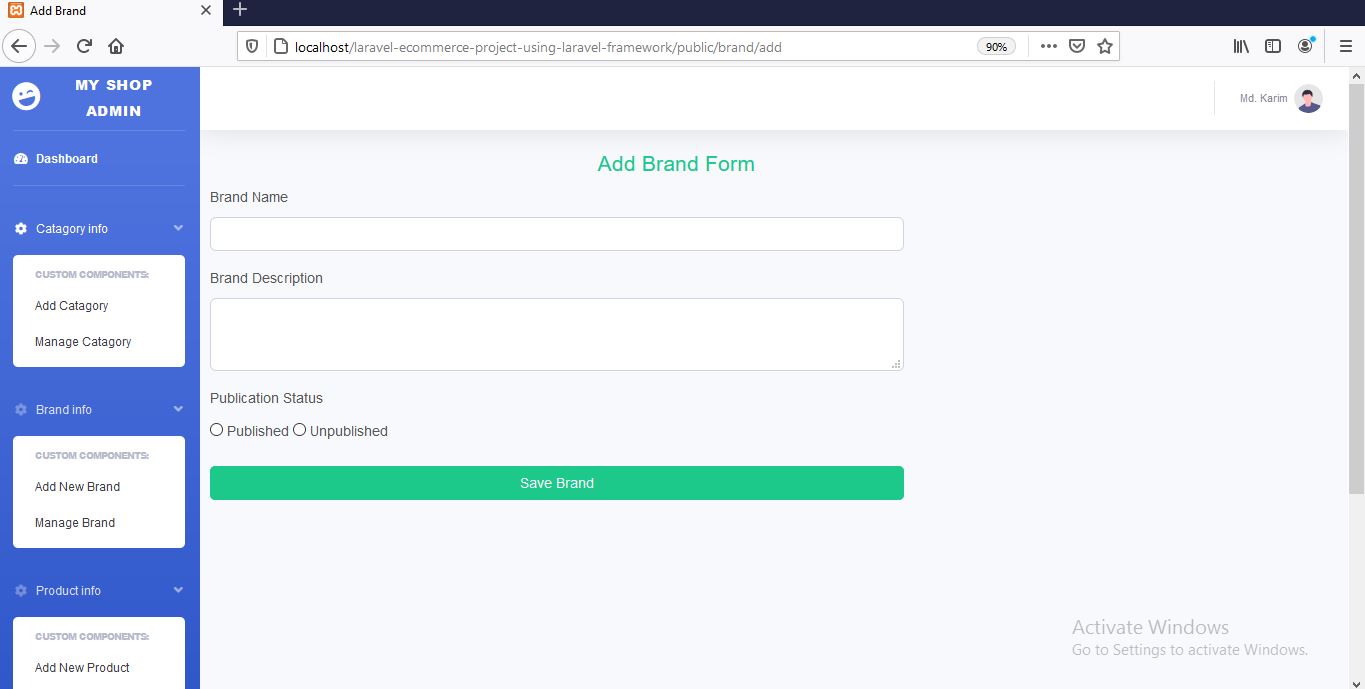 Add Brand
localhost/laravel-ecommerce-project-using-laravel-framework/public/brand/add
90%
MY SHOP
ADMIN
Md. Karim
Dashboard
Catagory info
CUSTOM COMPONENTS:
Add Catagory
Manage Catagory
Brand info
CUSTOM COMPONENTS:
Add New Brand
Manage Brand
Product info
CUSTOM COMPONENTS:
Add New Product
Add Brand Form
Brand Name
Brand Description
Publication Status
Published Unpublished
Save Brand
Activate Windows
Go to Settings to activate Windows.